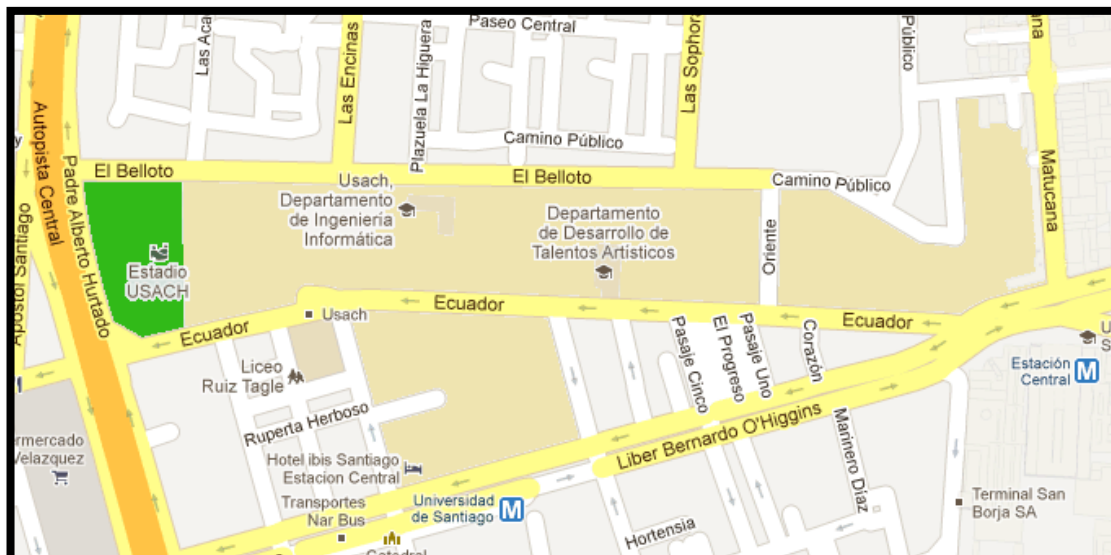 Paseo Central
Público
Las Aca
Las Encinas
Plazuela La Higuera
Las Sophora
Camino Público
Autopista Central
Padre Alberto Hurtado
El Belloto
El Belloto
Camino Público
Matucana
Usach,
Departamento
de Ingeniería
Informática
Departamento
de Desarrollo de
Talentos Artísticos
Oriente
Apostol Santiago
Estadio
USACH
Ecuador
Usach
Ecuador
Ecuador
Liceo
Ruiz Tagle
Pasaje Cinco
El Progreso
Pasaje Uno
Corazón
Estación
Central
M
Ruperta Herboso
Liber Bernardo O'Higgins
Marinero Díaz
ermercado
Velazquez
Hotel ibis Santiago
Estacion Central
Transportes
Nar Bus
Universidad
de Santiago
M
Terminal San
Borja SA
Hortensia
Catedral